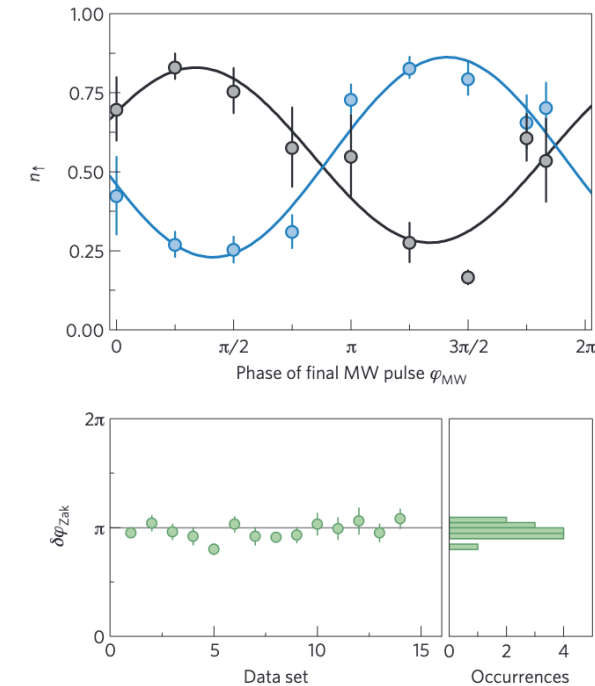 1.00
0.75
n↑
0.50
0.25
0.00
0 π/2 π 3π/2 2π
Phase of final MW pulse φMW
2π
δφZak
π
0
0 5 10 15 0 2 4
Data set Occurrences